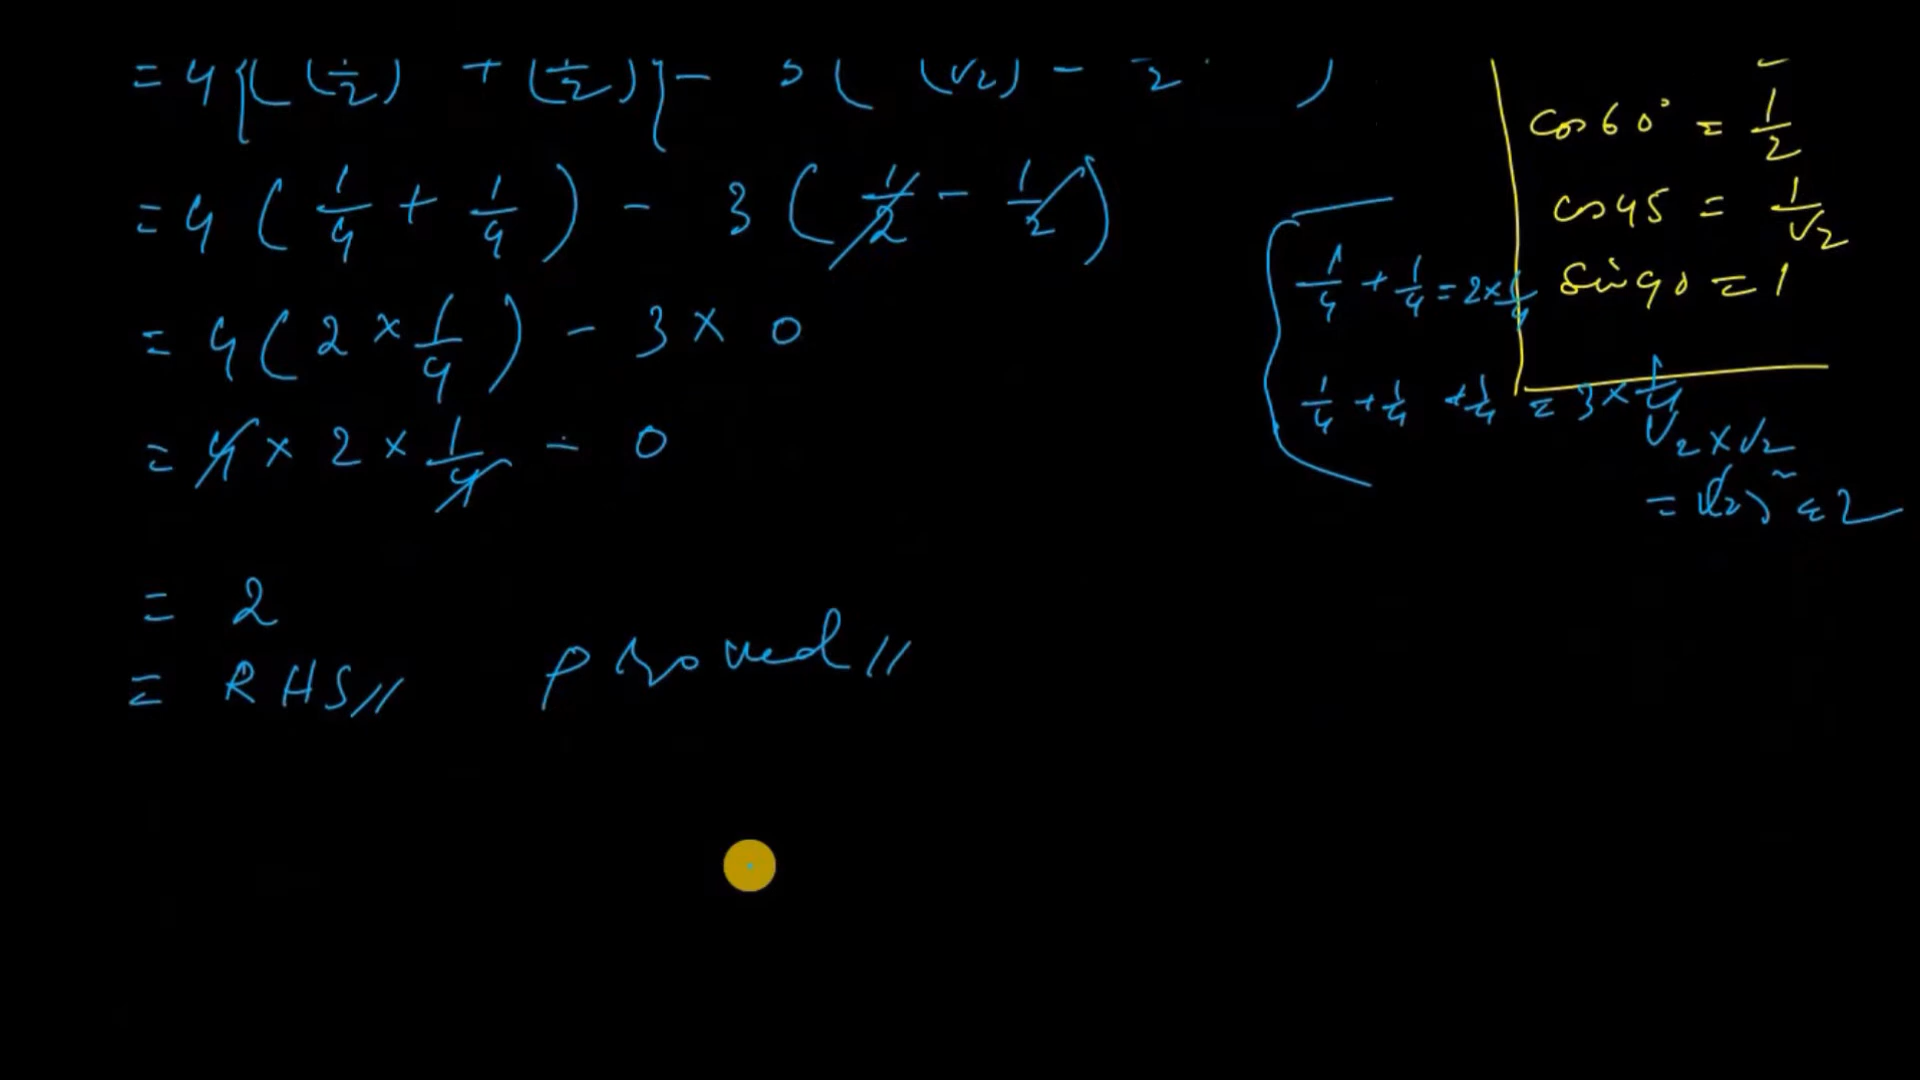 = 4 (1/4 + 1/4) - 3 (1/2 - 1/2)
= 4 (2 × 1/4) - 3 × 0
= 4 × 2 × 1/4 - 0
= 2
= RHS//
proved//
cos 60° = 1/2
cos 45 = 1/√2
sin 90 = 1
1/4 + 1/4 = 2 × 1/4
1/4 + 1/4 + 1/4 = 3 × 1/4
√2 × √2
= (√2)² = 2